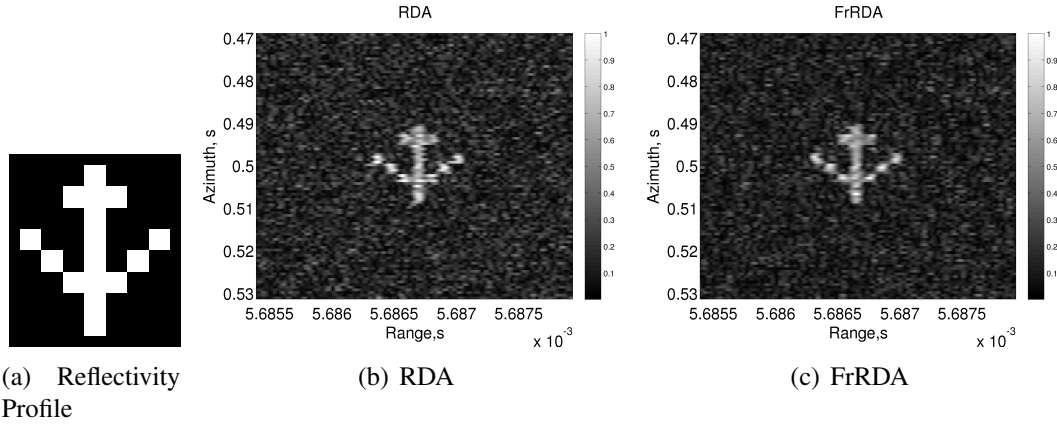 RDA
0.47
0.48
0.49
0.5
0.51
0.52
0.53
Azimuth, s
5.6855 5.686 5.6865 5.687 5.6875
Range,s
x 10-3
1
0.9
0.8
0.7
0.6
0.5
0.4
0.3
0.2
0.1
FrRDA
0.47
0.48
0.49
0.5
0.51
0.52
0.53
Azimuth, s
5.6855 5.686 5.6865 5.687 5.6875
Range,s
x 10-3
1
0.9
0.8
0.7
0.6
0.5
0.4
0.3
0.2
0.1
(a) Reflectivity
Profile
(b) RDA
(c) FrRDA